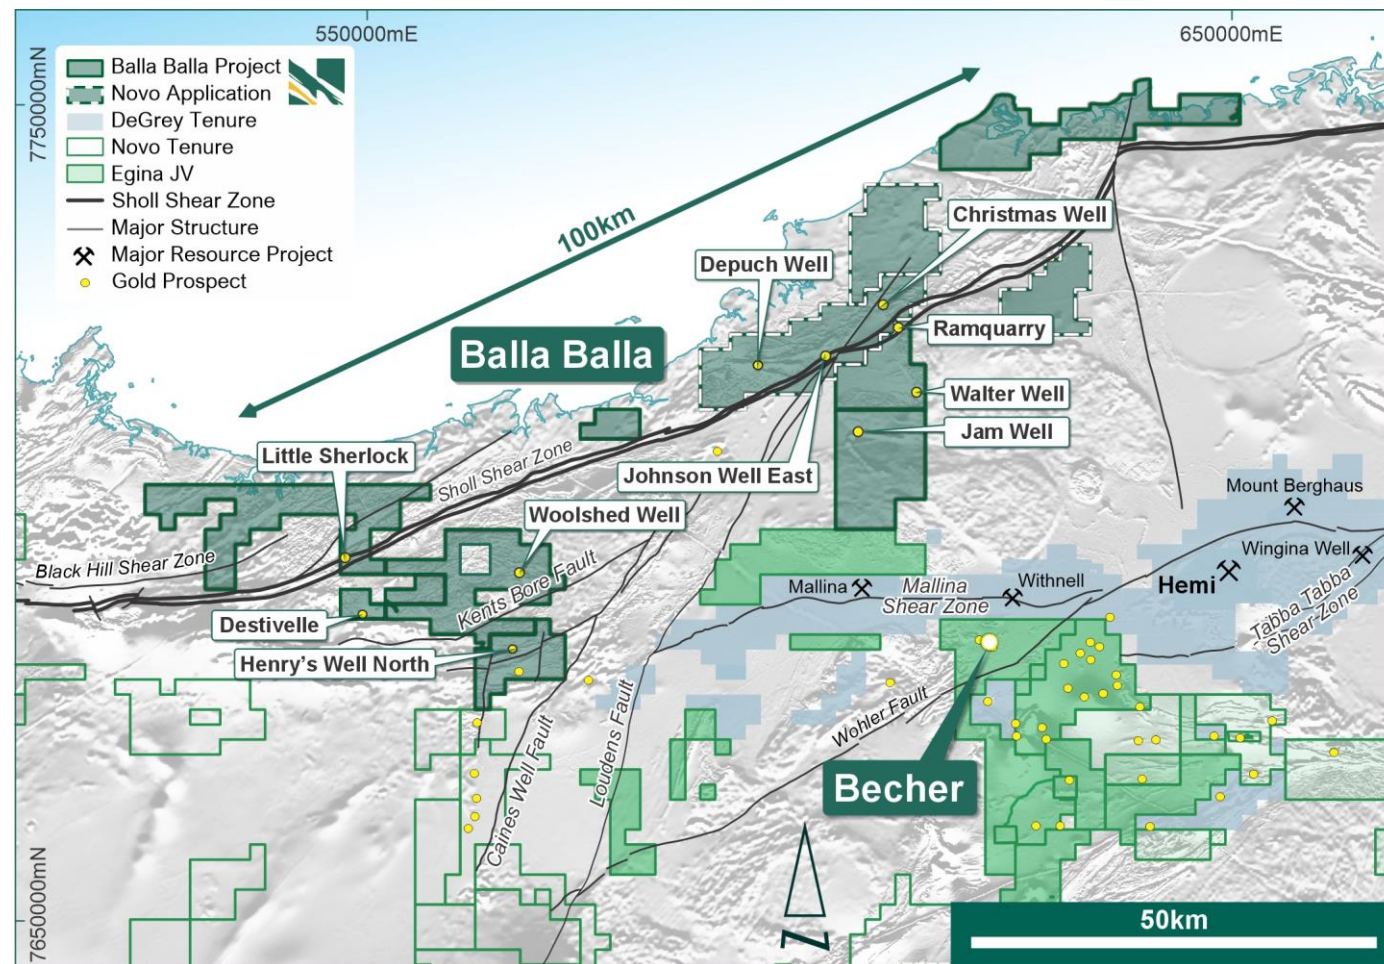 550000mE
650000mE
7750000mN
Balla Balla Project
Novo Application
DeGrey Tenure
Novo Tenure
Egina JV
Sholl Shear Zone
Major Structure
Major Resource Project
Gold Prospect
100km
Christmas Well
Depuch Well
Ramquarry
Balla Balla
Walter Well
Jam Well
Little Sherlock
Sholl Shear Zone
Johnson Well East
Woolshed Well
Mount Berghaus
Black Hill Shear Zone
Wingina Well
Kents Bore Fault
Mallina
Mallina
Shear Zone
Withnell
Hemi
Tabba Tabba
Shear Zone
Destivelle
Henry's Well North
Wohler Fault
Loudens Fault
Caines Well Fault
Becher
7650000mN
N
50km